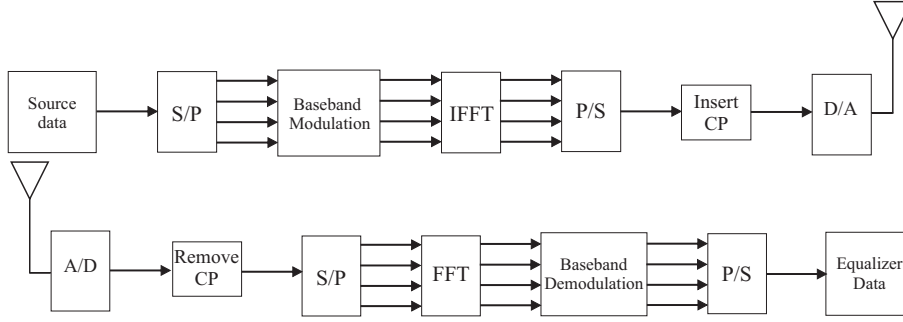 Source
data
S/P
Baseband
Modulation
IFFT
P/S
Insert
CP
D/A
A/D
Remove
CP
S/P
FFT
Baseband
Demodulation
P/S
Equalizer
Data